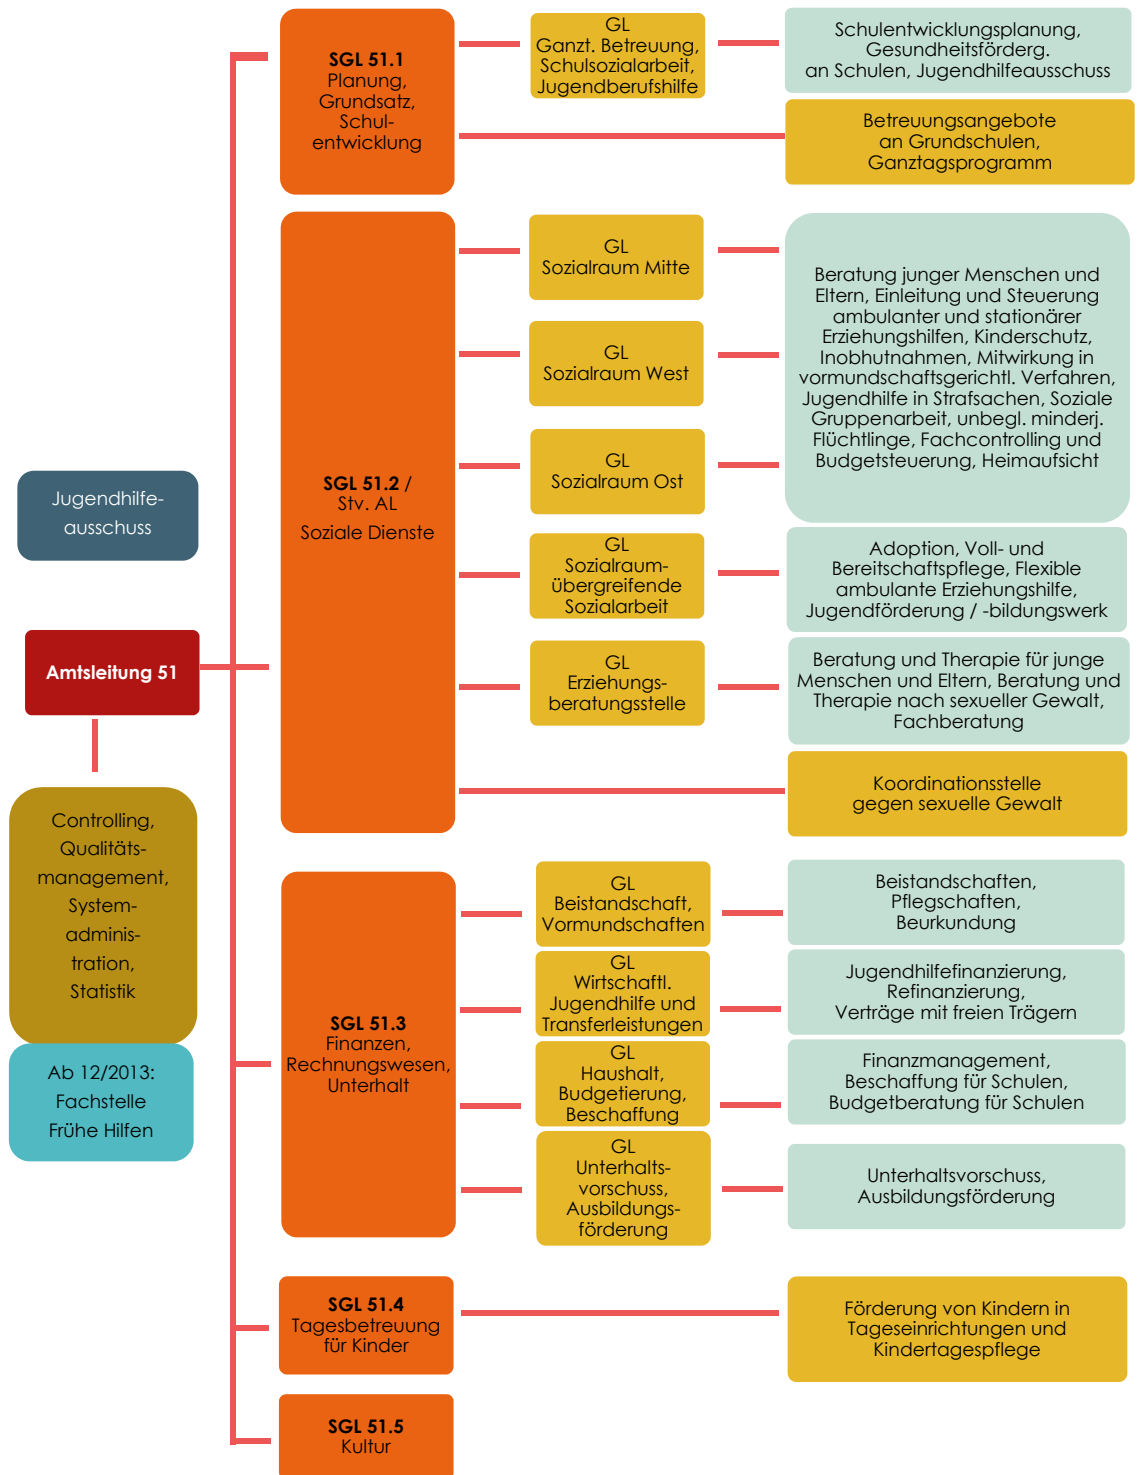 Jugendhilfe-
ausschuss
Amtsleitung 51
Controlling,
Qualitäts-
management,
System-
adminis-
tration,
Statistik
Ab 12/2013:
Fachstelle
Frühe Hilfen
SGL 51.1
Planung,
Grundsatz,
Schul-
entwicklung
GL
Ganzt. Betreuung,
Schulsozialarbeit,
Jugendberufshilfe
Schulentwicklungsplanung,
Gesundheitsförderg.
an Schulen, Jugendhilfeausschuss
Betreuungsangebote
an Grundschulen,
Ganztagsprogramm
SGL 51.2 /
Stv. AL
Soziale Dienste
GL
Sozialraum Mitte
GL
Sozialraum West
GL
Sozialraum Ost
Beratung junger Menschen und
Eltern, Einleitung und Steuerung
ambulanter und stationärer
Erziehungshilfen, Kinderschutz,
Inobhutnahmen, Mitwirkung in
vormundschaftsgerichtl. Verfahren,
Jugendhilfe in Strafsachen, Soziale
Gruppenarbeit, unbegl. minderj.
Flüchtlinge, Fachcontrolling und
Budgetsteuerung, Heimaufsicht
GL
Sozialraum-
übergreifende
Sozialarbeit
Adoption, Voll- und
Bereitschaftspflege, Flexible
ambulante Erziehungshilfe,
Jugendförderung / -bildungswerk
GL
Erziehungs-
beratungsstelle
Beratung und Therapie für junge
Menschen und Eltern, Beratung und
Therapie nach sexueller Gewalt,
Fachberatung
Koordinationsstelle
gegen sexuelle Gewalt
SGL 51.3
Finanzen,
Rechnungswesen,
Unterhalt
GL
Beistandschaft,
Vormundschaften
Beistandschaften,
Pflegschaften,
Beurkundung
GL
Wirtschaftl.
Jugendhilfe und
Transferleistungen
Jugendhilfefinanzierung,
Refinanzierung,
Verträge mit freien Trägern
GL
Haushalt,
Budgetierung,
Beschaffung
Finanzmanagement,
Beschaffung für Schulen,
Budgetberatung für Schulen
GL
Unterhalts-
vorschuss,
Ausbildungs-
förderung
Unterhaltsvorschuss,
Ausbildungsförderung
SGL 51.4
Tagesbetreuung
für Kinder
Förderung von Kindern in
Tageseinrichtungen und
Kindertagespflege
SGL 51.5
Kultur